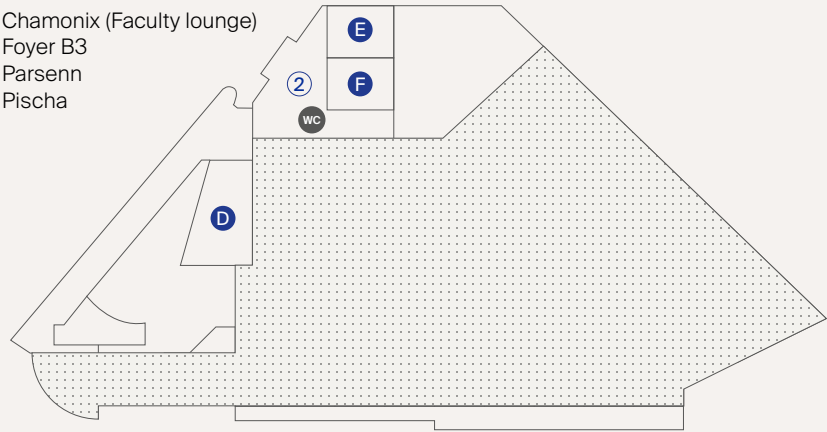 Chamonix (Faculty lounge)
Foyer B3
Parsenn
Pischa
E
2
F
WC
D